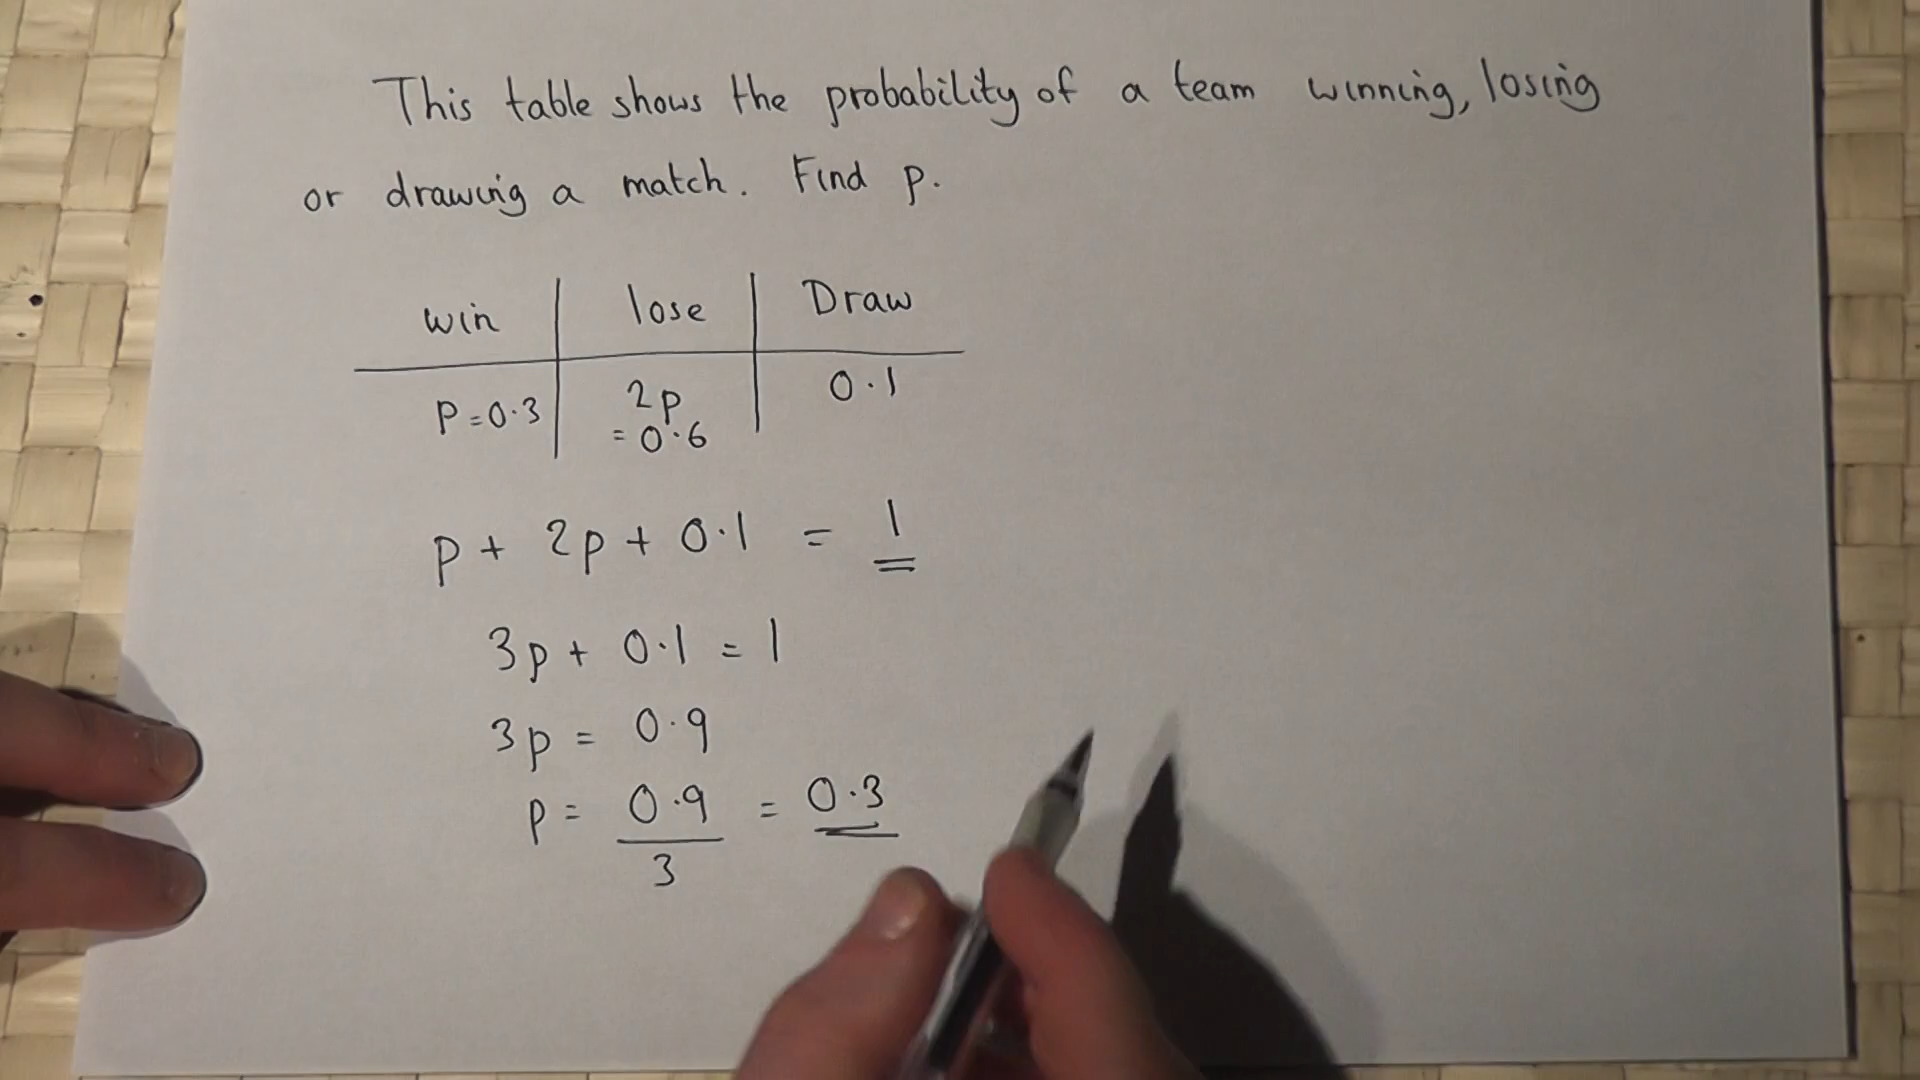 This table shows the probability of a team winning, losing
or drawing a match. Find p.
win lose Draw
P=0.3 2p 0.1
=0.6
p + 2p + 0.1 = 1
3p + 0.1 = 1
3p = 0.9
p = 0.9 = 0.3
3